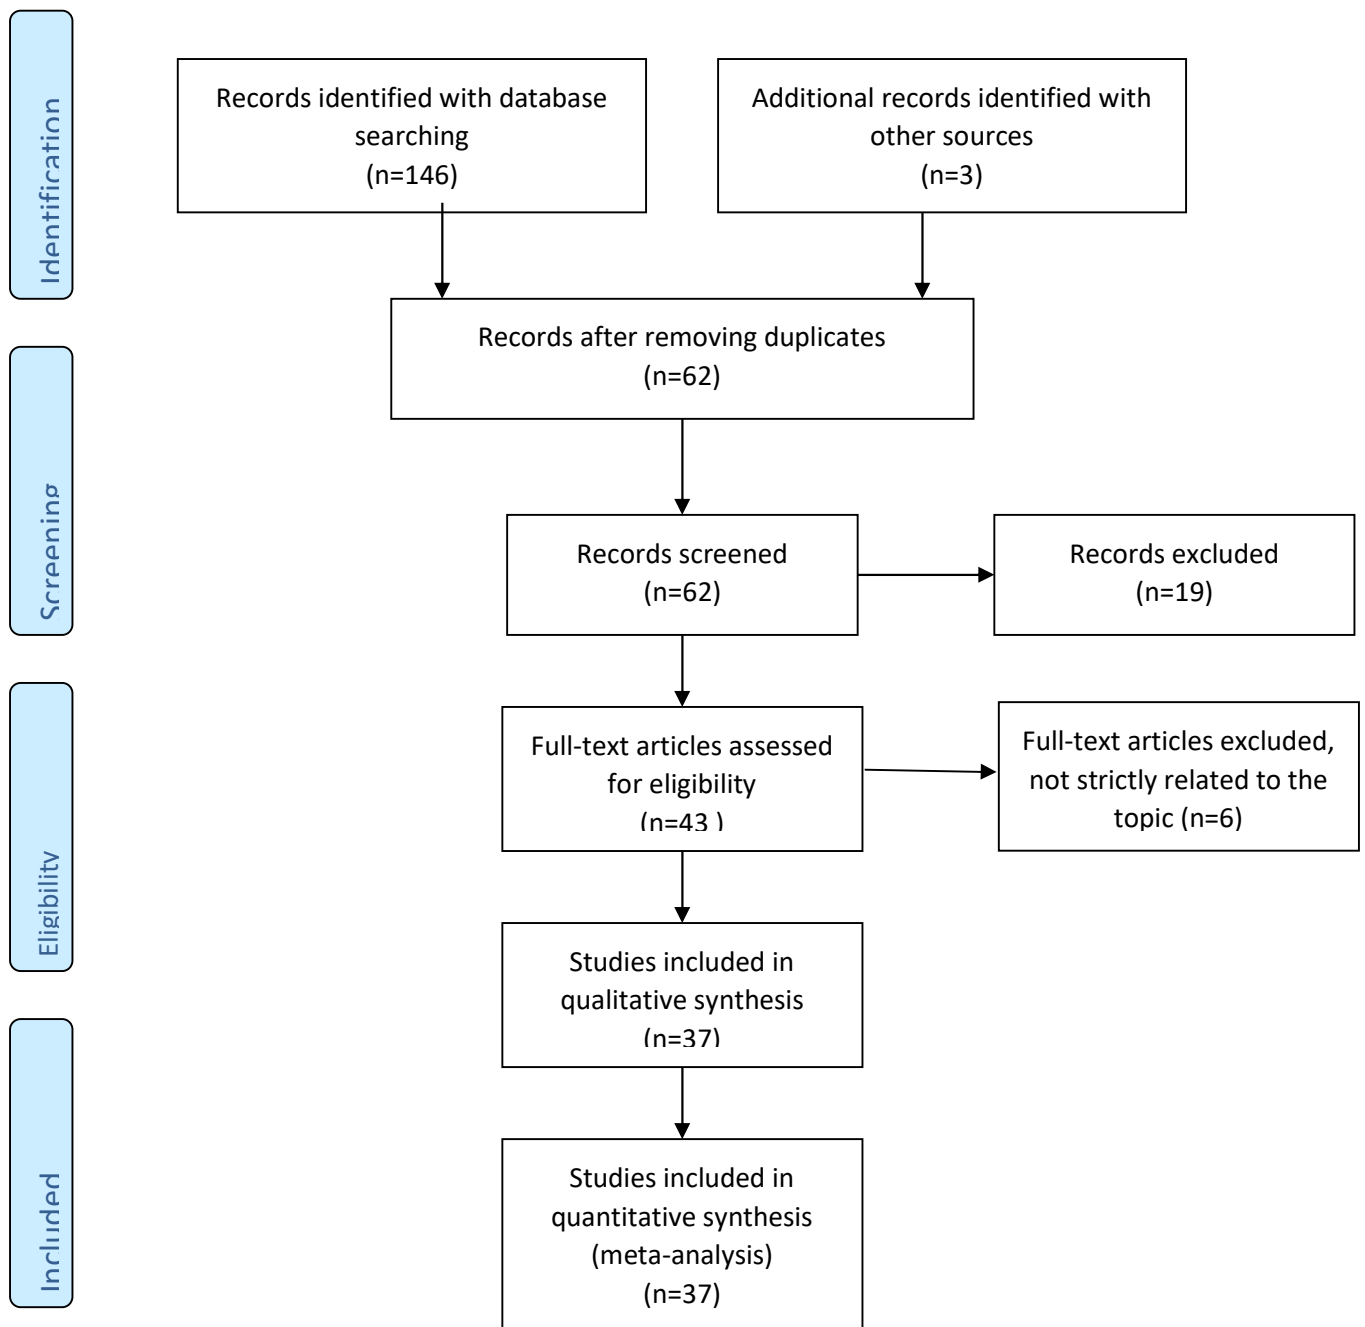 Identification
Records identified with database
searching
(n=146)
Additional records identified with
other sources
(n=3)
Records after removing duplicates
(n=62)
Screening
Records screened
(n=62)
Records excluded
(n=19)
Eligibility
Full-text articles assessed
for eligibility
(n=43 )
Full-text articles excluded,
not strictly related to the
topic (n=6)
Studies included in
qualitative synthesis
(n=37)
Included
Studies included in
quantitative synthesis
(meta-analysis)
(n=37)